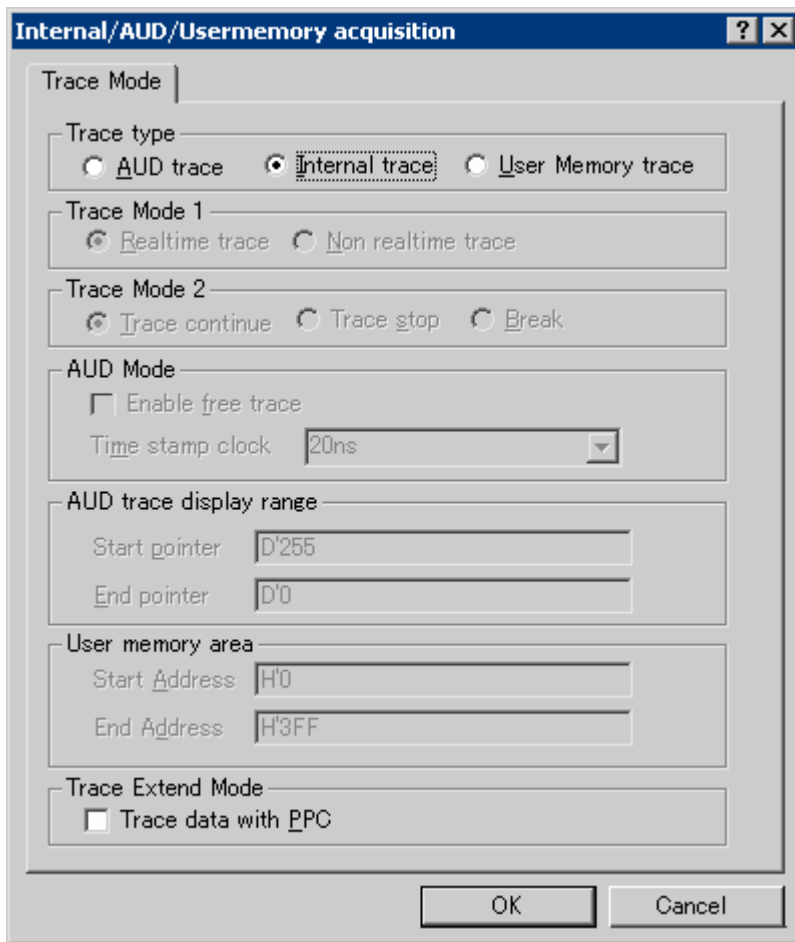 Internal/AUD/Usermemory acquisition
Trace Mode
Trace type
AUD trace Internal trace User Memory trace
Trace Mode 1
Realtime trace Non realtime trace
Trace Mode 2
Trace continue Trace stop Break
AUD Mode
Enable free trace
Time stamp clock 20ns
AUD trace display range
Start pointer D'255
End pointer D'0
User memory area
Start Address H'0
End Address H'3FF
Trace Extend Mode
Trace data with PPC
OK Cancel